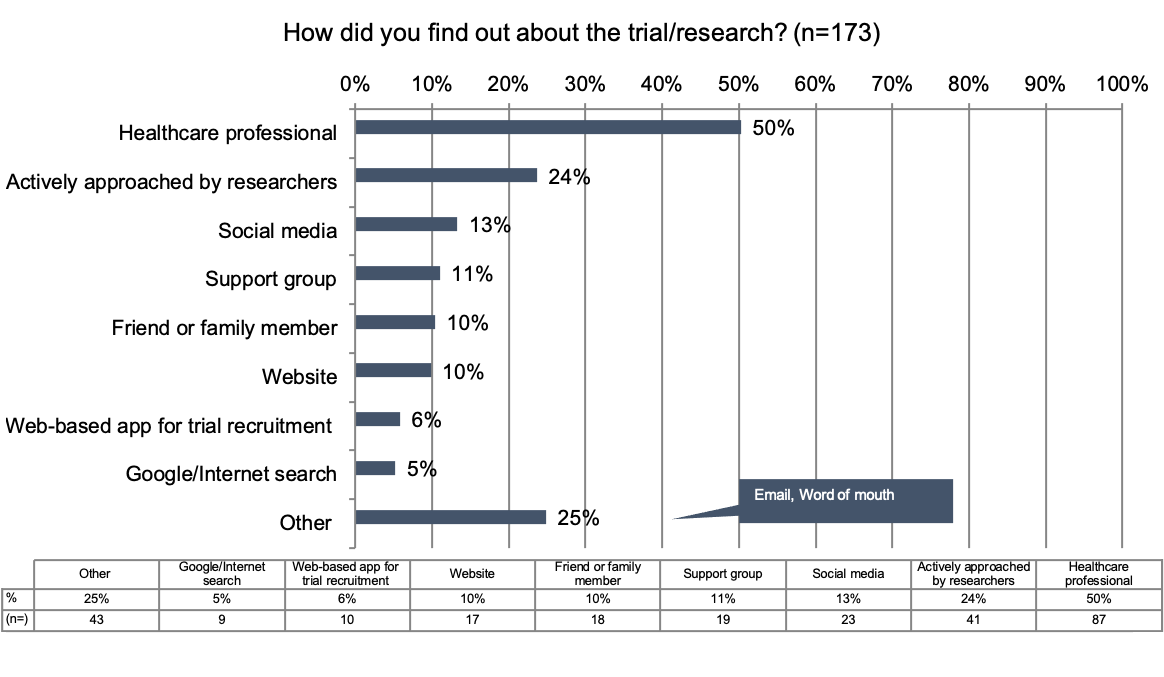 How did you find out about the trial/research? (n=173)
0% 10% 20% 30% 40% 50% 60% 70% 80% 90% 100%
Healthcare professional 50%
Actively approached by researchers 24%
Social media 13%
Support group 11%
Friend or family member 10%
Website 10%
Web-based app for trial recruitment 6%
Google/Internet search 5%
Email, Word of mouth
Other 25%
Other Google/Internet search Web-based app for trial recruitment Website Friend or family member Support group Social media Actively approached by researchers Healthcare professional
% 25% 5% 6% 10% 10% 11% 13% 24% 50%
(n=) 43 9 10 17 18 19 23 41 87